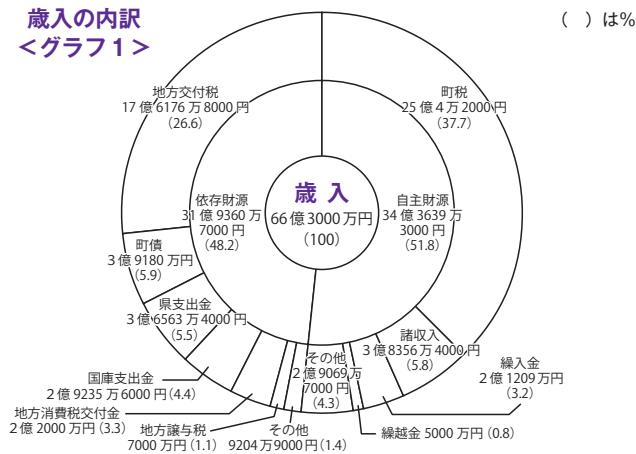 歳入の内訳
＜グラフ1＞
（　）は%
地方交付税
17億6176万8000円
(26.6)
町税
25億4万2000円
(37.7)
依存財源
31億9360万
7000円
(48.2)
歳 入
66億3000万円
(100)
自主財源
34億3639万
3000円
(51.8)
町債
3億9180万円
(5.9)
県支出金
3億6563万4000円
(5.5)
国庫支出金
2億9235万6000円(4.4)
地方消費税交付金
2億2000万円(3.3)
地方譲与税
7000万円(1.1)
その他
9204万9000円(1.4)
その他
2億9069万
7000円
(4.3)
繰越金 5000万円(0.8)
諸収入
3億8356万4000円
(5.8)
繰入金
2億1209万円
(3.2)